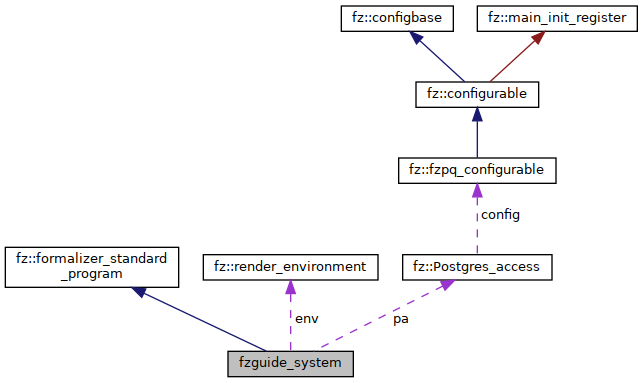 fz::configbase
fz::main_init_register
fz::configurable
fz::fzpq_configurable
config
fz::formalizer_standard
_program
fz::render_environment
fz::Postgres_access
env
pa
fzguide_system